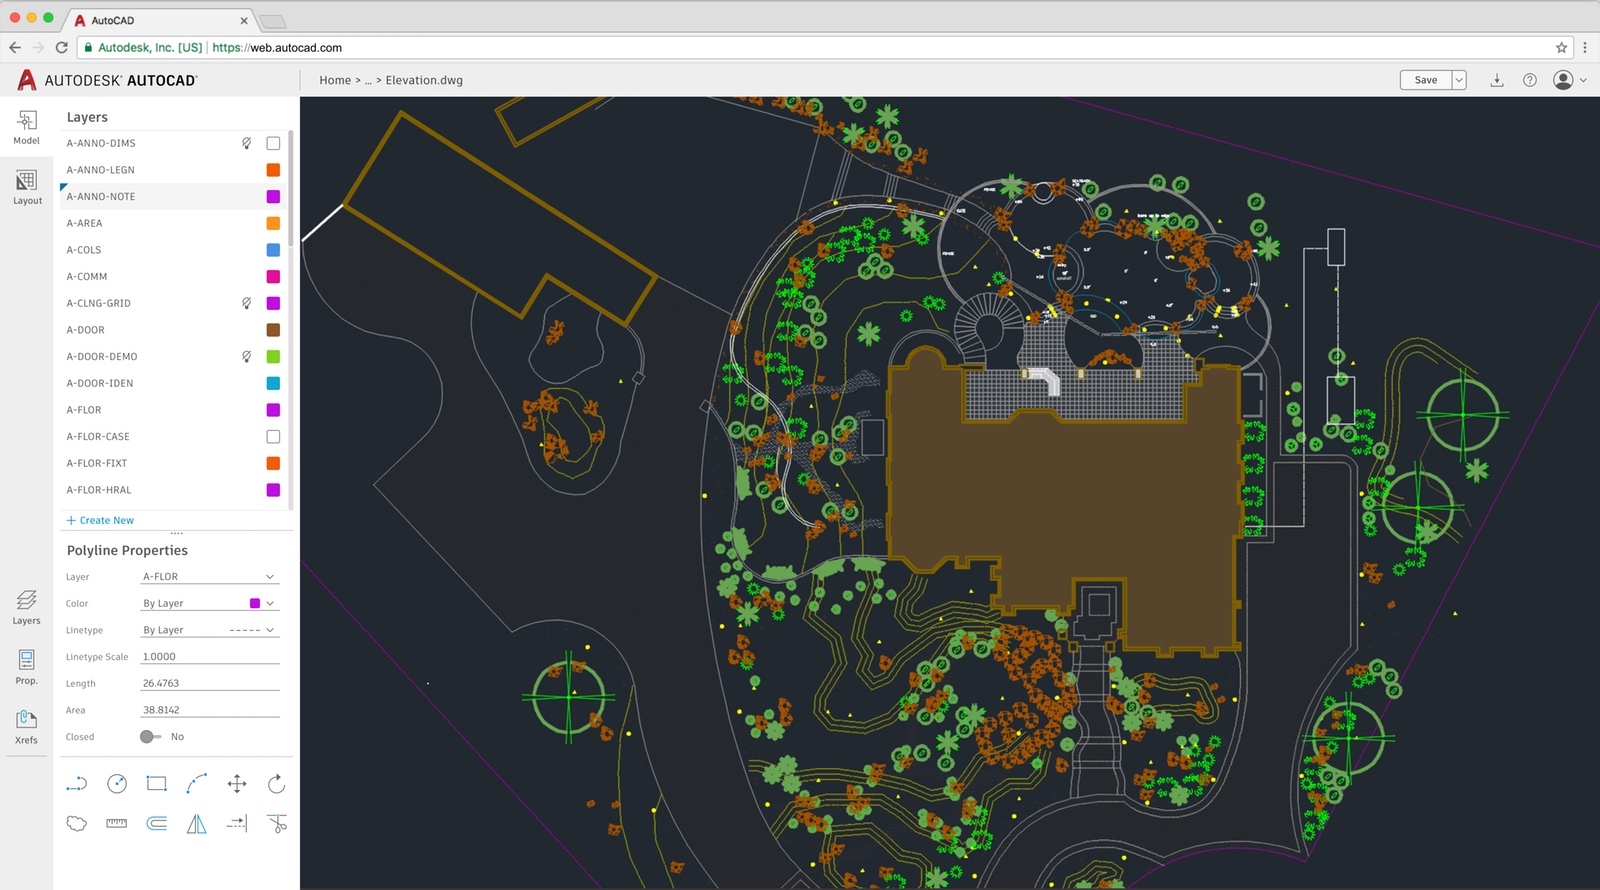 AutoCAD
Autodesk, Inc. [US] | https://web.autocad.com
AUTODESK® AUTOCAD®
Home > ... > Elevation.dwg
Save
Model
Layout
Layers
A-ANNO-DIMS
A-ANNO-LEGN
A-ANNO-NOTE
A-AREA
A-COLS
A-COMM
A-CLNG-GRID
A-DOOR
A-DOOR-DEMO
A-DOOR-IDEN
A-FLOR
A-FLOR-CASE
A-FLOR-FIXT
A-FLOR-HRAL
+ Create New
Layers
Prop.
Xrefs
Polyline Properties
Layer A-FLOR
Color By Layer
Linetype By Layer
Linetype Scale 1.0000
Length 26.4763
Area 38.8142
Closed No